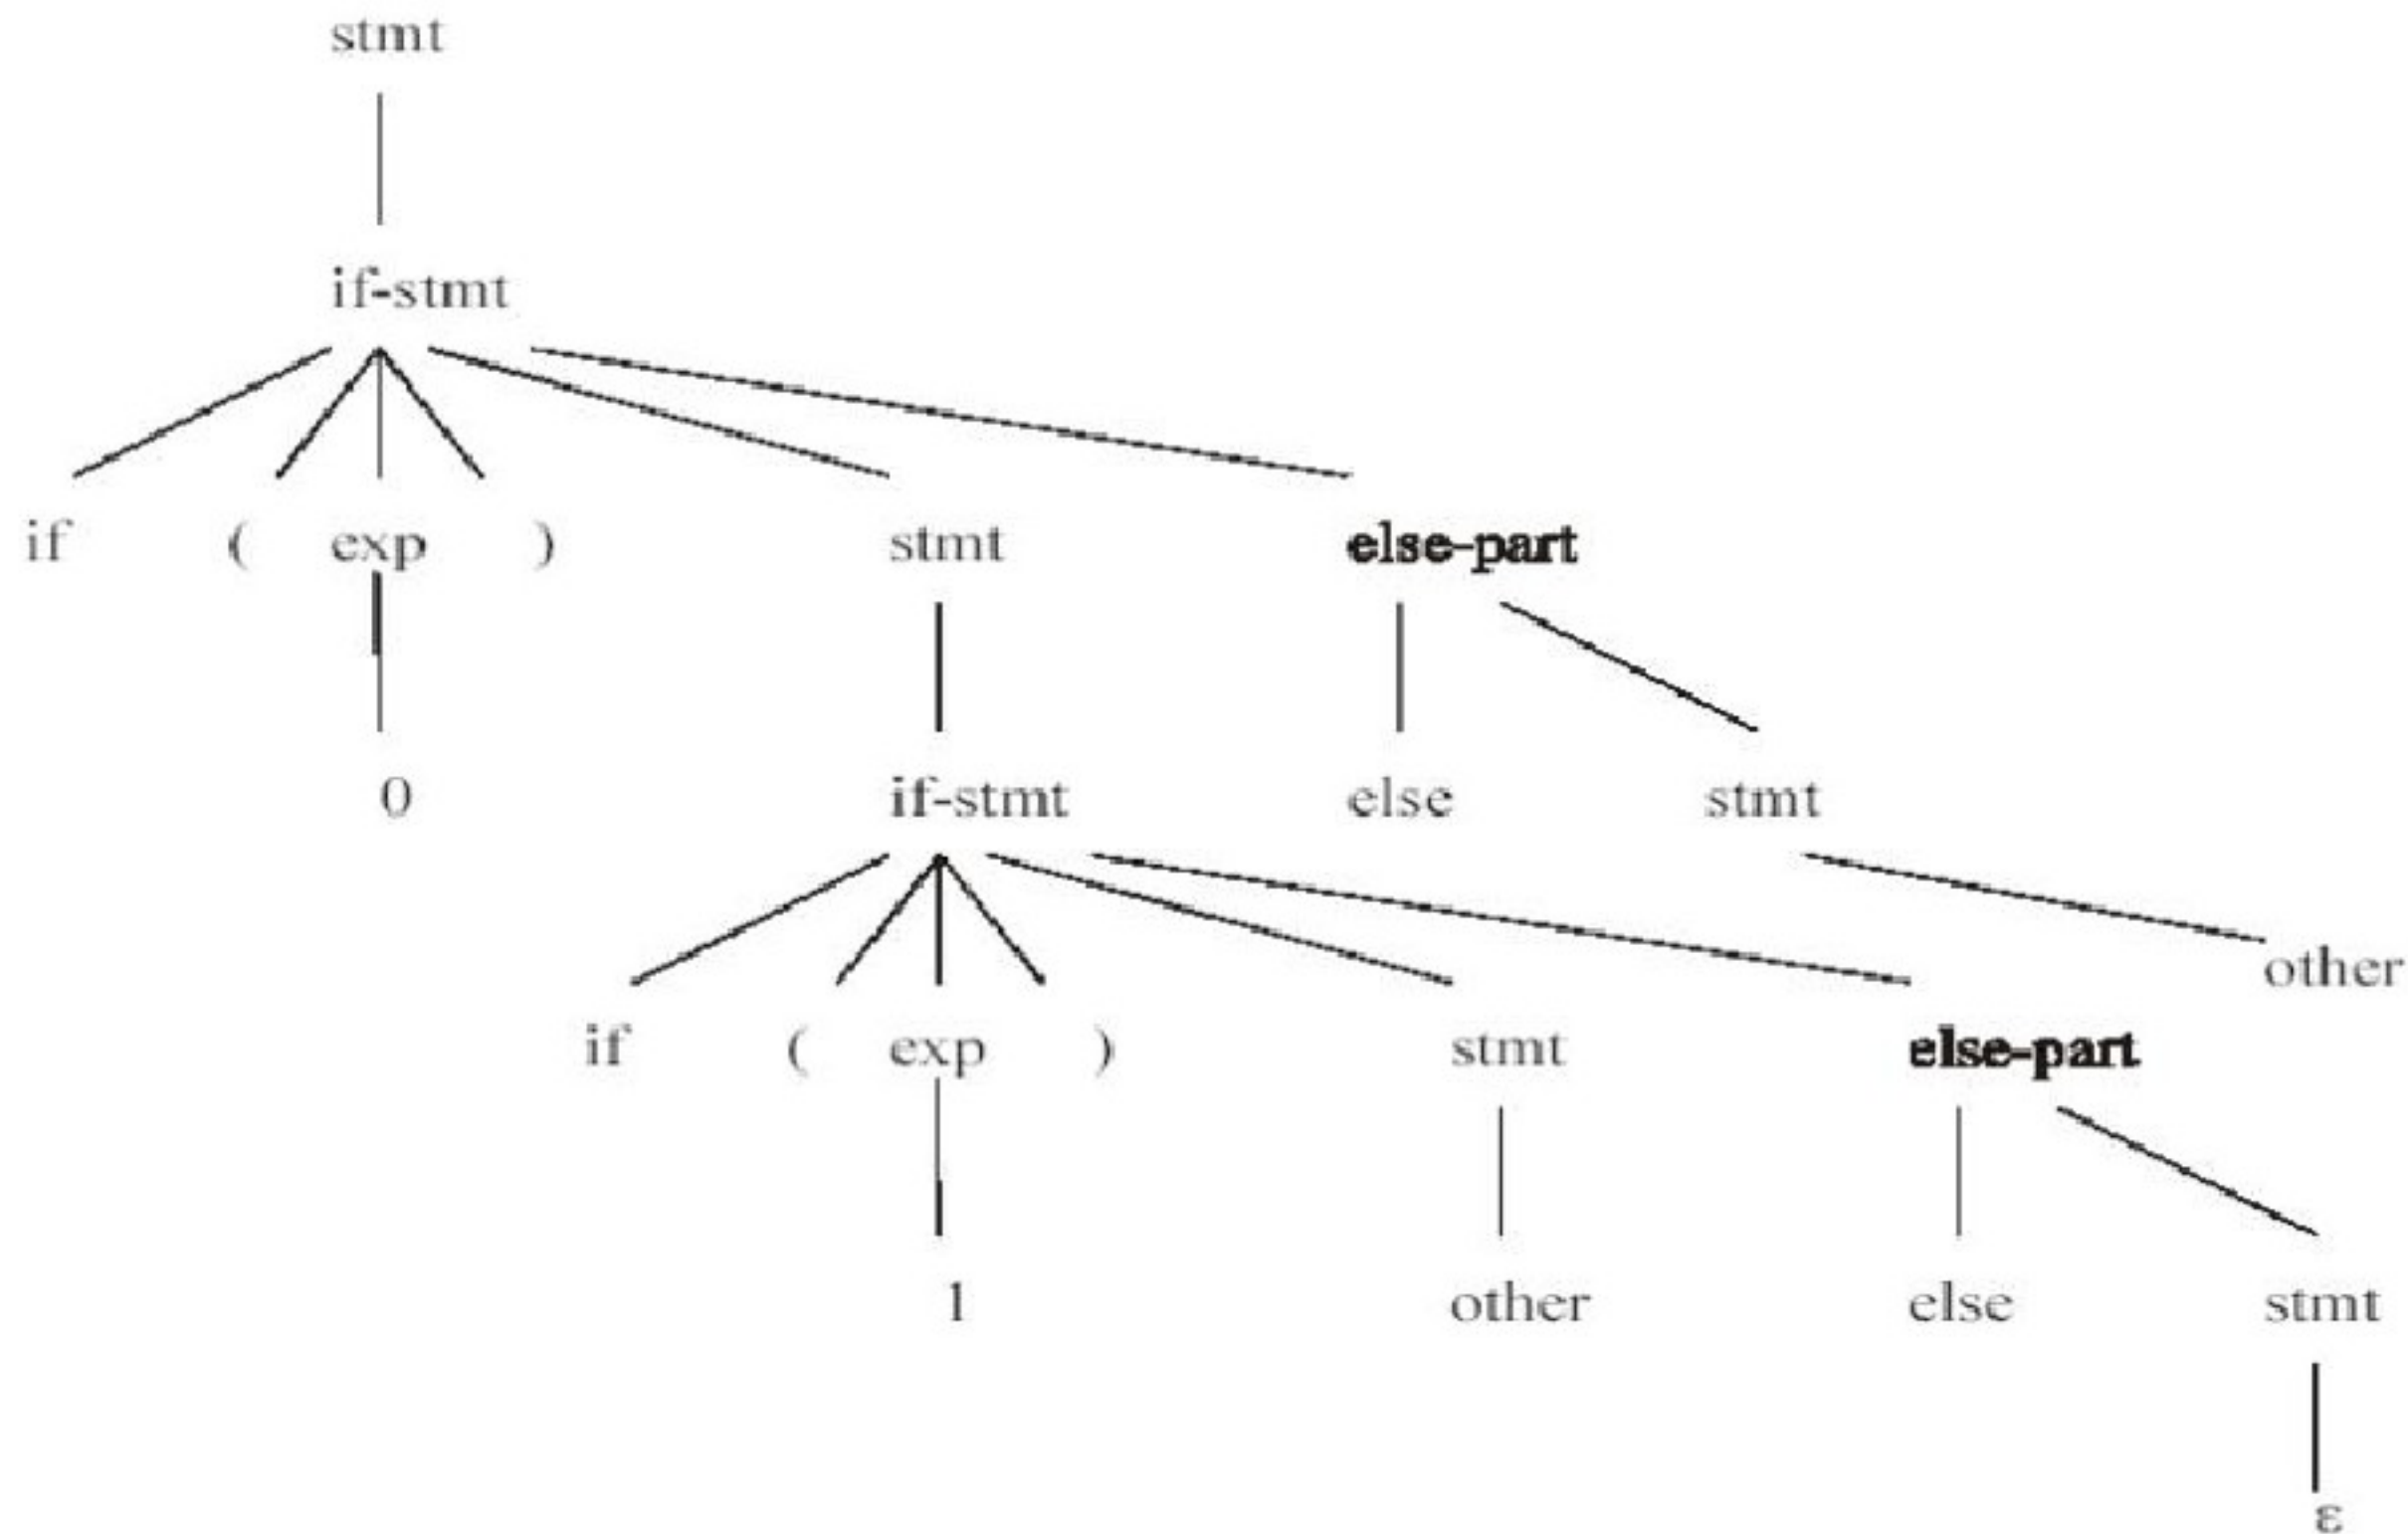 stmt
if-stmt
if ( exp ) stmt else-part
0 if-stmt else stmt
other
if ( exp ) stmt else-part
1 other else stmt
ε